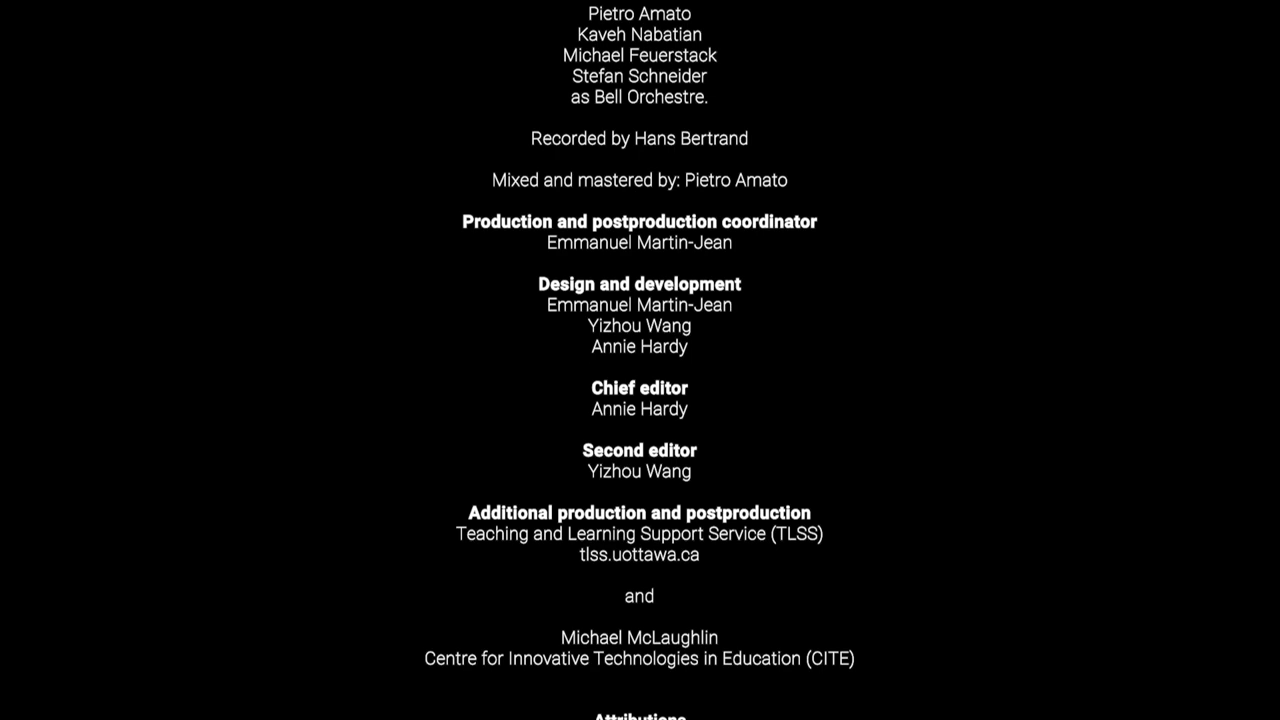 Pietro Amato
Kaveh Nabatian
Michael Feuerstack
Stefan Schneider
as Bell Orchestre.
Recorded by Hans Bertrand
Mixed and mastered by: Pietro Amato
Production and postproduction coordinator
Emmanuel Martin-Jean
Design and development
Emmanuel Martin-Jean
Yizhou Wang
Annie Hardy
Chief editor
Annie Hardy
Second editor
Yizhou Wang
Additional production and postproduction
Teaching and Learning Support Service (TLSS)
tlss.uottawa.ca
and
Michael McLaughlin
Centre for Innovative Technologies in Education (CITE)
Attributions